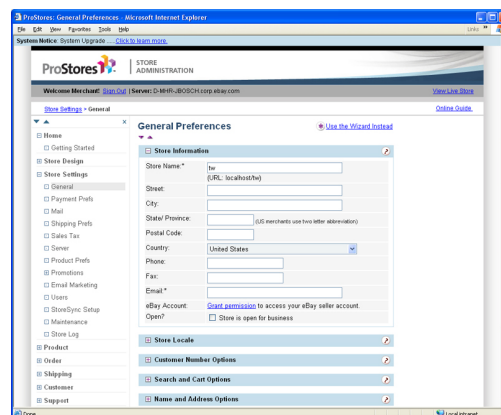 ProStores: General Preferences - Microsoft Internet Explorer
File Edit View Favorites Tools Help Links »
System Notice: System Upgrade ..... Click to learn more.
ProStores STORE ADMINISTRATION
Welcome Merchant! Sign Out | Server: D-MHR-JBOSCH.corp.ebay.com View Live Store
Store Settings > General Online Guide
x
General Preferences Use the Wizard Instead
Home
Getting Started
Store Design
Store Settings
General
Payment Prefs
Mail
Shipping Prefs
Sales Tax
Server
Product Prefs
Promotions
Email Marketing
Users
StoreSync Setup
Maintenance
Store Log
Product
Order
Shipping
Customer
Support
Store Information
Store Name:* tw
(URL: localhost/tw)
Street:
City:
State/ Province: (US merchants use two letter abbreviation)
Postal Code:
Country: United States
Phone:
Fax:
Email:*
eBay Account: Grant permission to access your eBay seller account.
Open? Store is open for business
Store Locale
Customer Number Options
Search and Cart Options
Name and Address Options
Done Local intranet